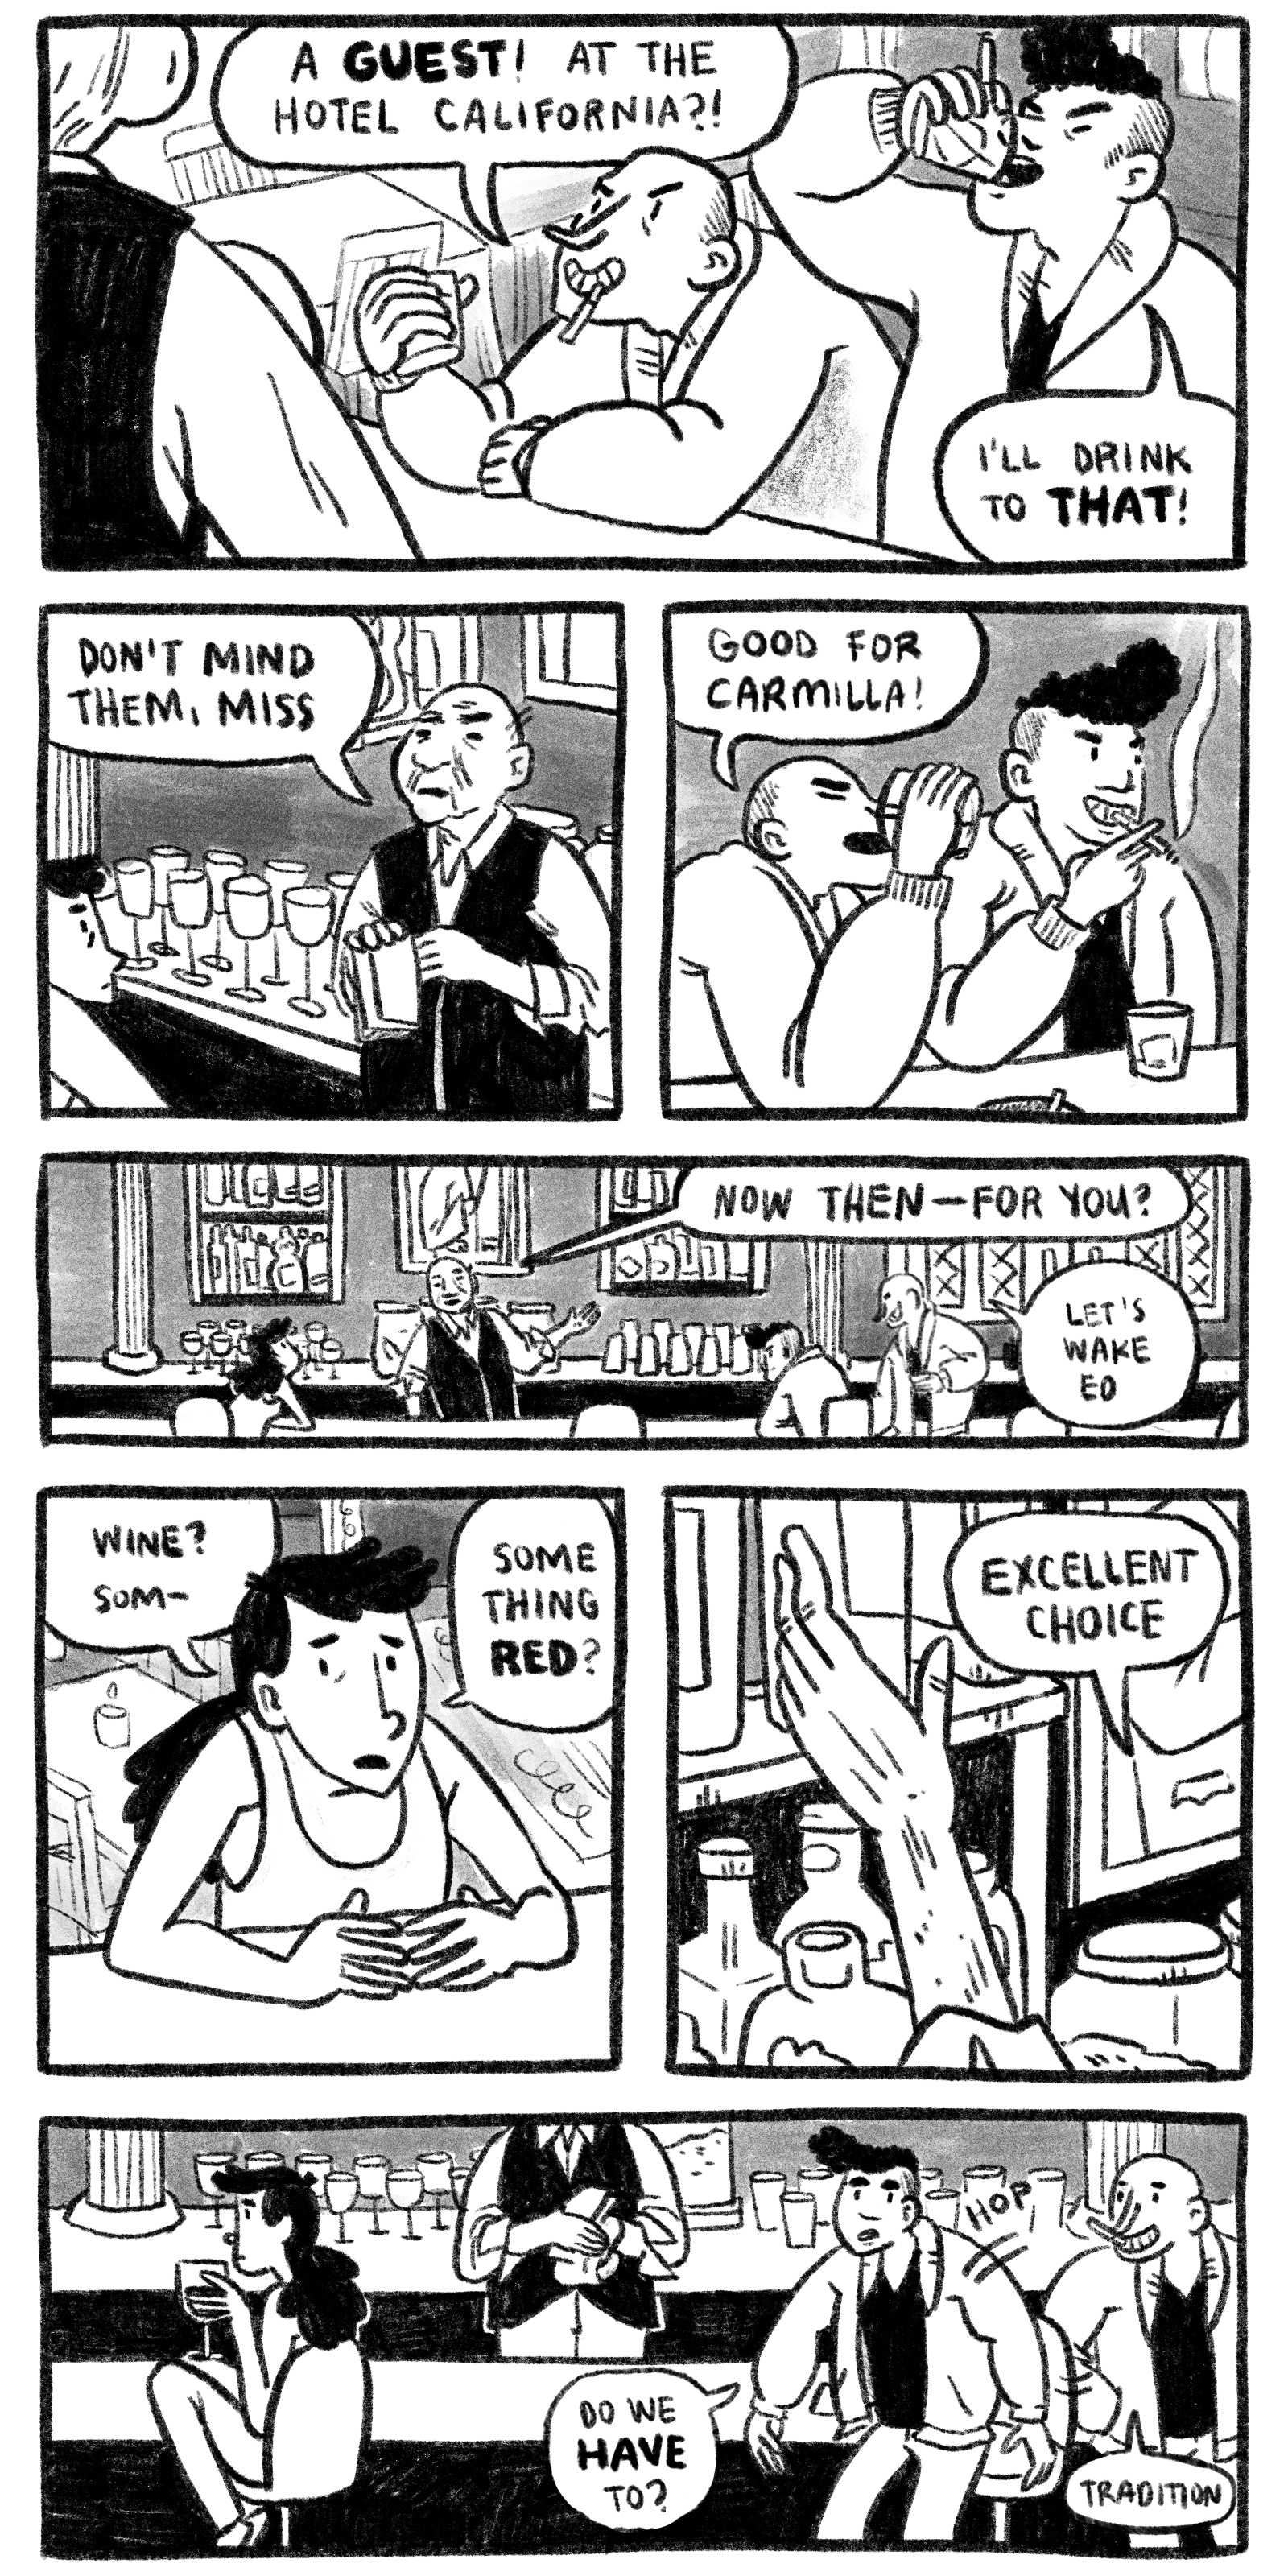 A GUEST! AT THE
HOTEL CALIFORNIA?!
I'LL DRINK
TO THAT!
DON'T MIND
THEM, MISS
GOOD FOR
CARMILLA!
NOW THEN—FOR YOU?
LET'S
WAKE
ED
WINE?
SOM-
SOME
THING
RED?
EXCELLENT
CHOICE
HOP
DO WE
HAVE
TO?
TRADITION